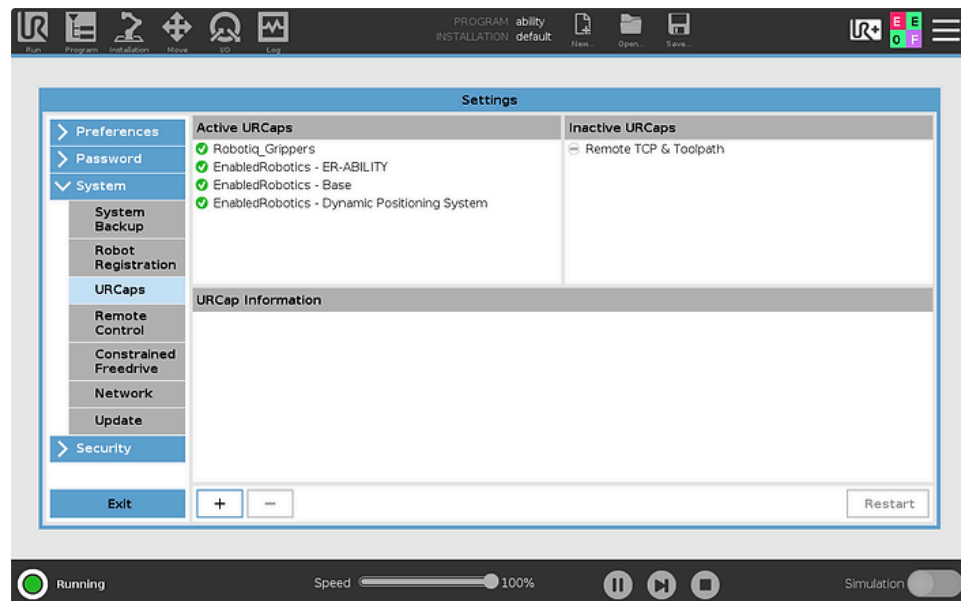 PROGRAM ability
INSTALLATION default
Run
Program
Installation
Move
I/O
Log
New...
Open...
Save...
UR+
E E
O F
Settings
Preferences
Password
System
System
Backup
Robot
Registration
URCaps
Remote
Control
Constrained
Freedrive
Network
Update
Security
Exit
Active URCaps
Robotiq_Grippers
EnabledRobotics - ER-ABILITY
EnabledRobotics - Base
EnabledRobotics - Dynamic Positioning System
Inactive URCaps
Remote TCP & Toolpath
URCap Information
+
−
Restart
Running
Speed
100%
Simulation